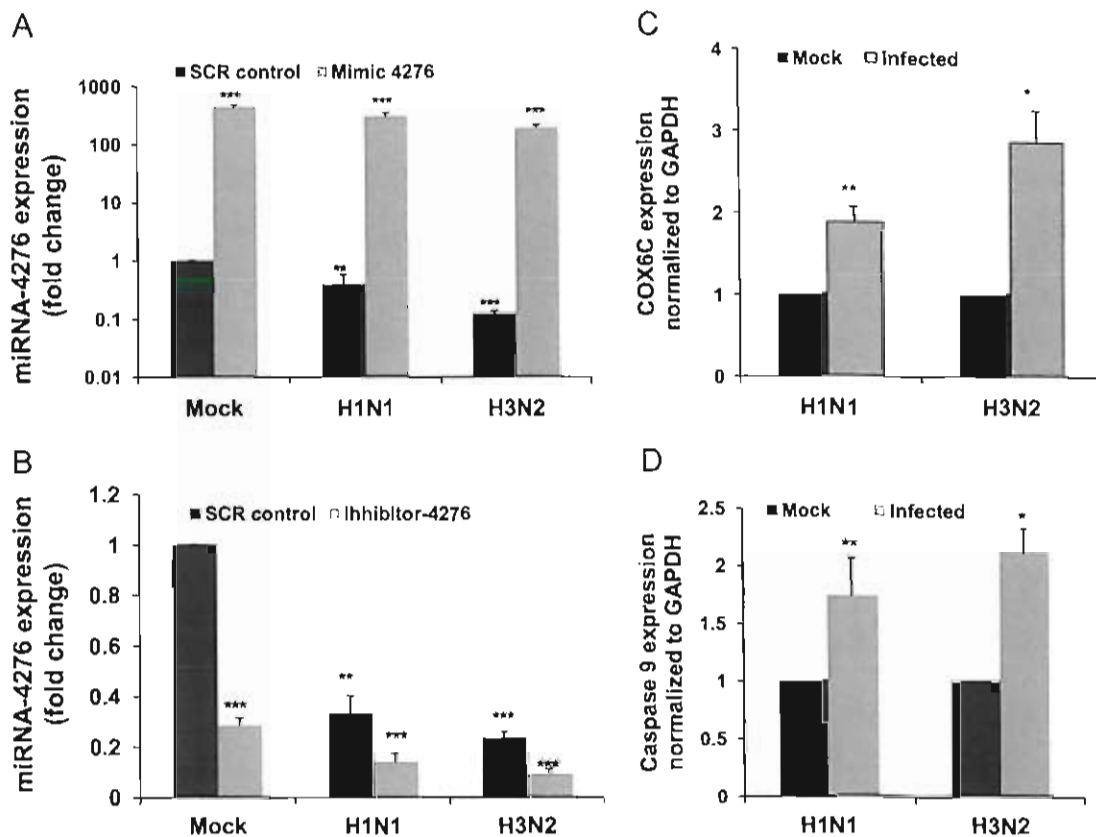 A
SCR control Mimic 4276
miRNA-4276 expression
(fold change)
1000
100
10
1
0.1
0.01
***
***
***
**
***
Mock H1N1 H3N2
B
SCR control Ihhibitor-4276
miRNA-4276 expression
(fold change)
1.2
1
0.8
0.6
0.4
0.2
0
***
**
***
***
***
Mock H1N1 H3N2
C
Mock Infected
COX6C expression
normalized to GAPDH
4
3
2
1
0
**
*
H1N1 H3N2
D
Mock Infected
Caspase 9 expression
normalized to GAPDH
2.5
2
1.5
1
0.5
0
**
*
H1N1 H3N2